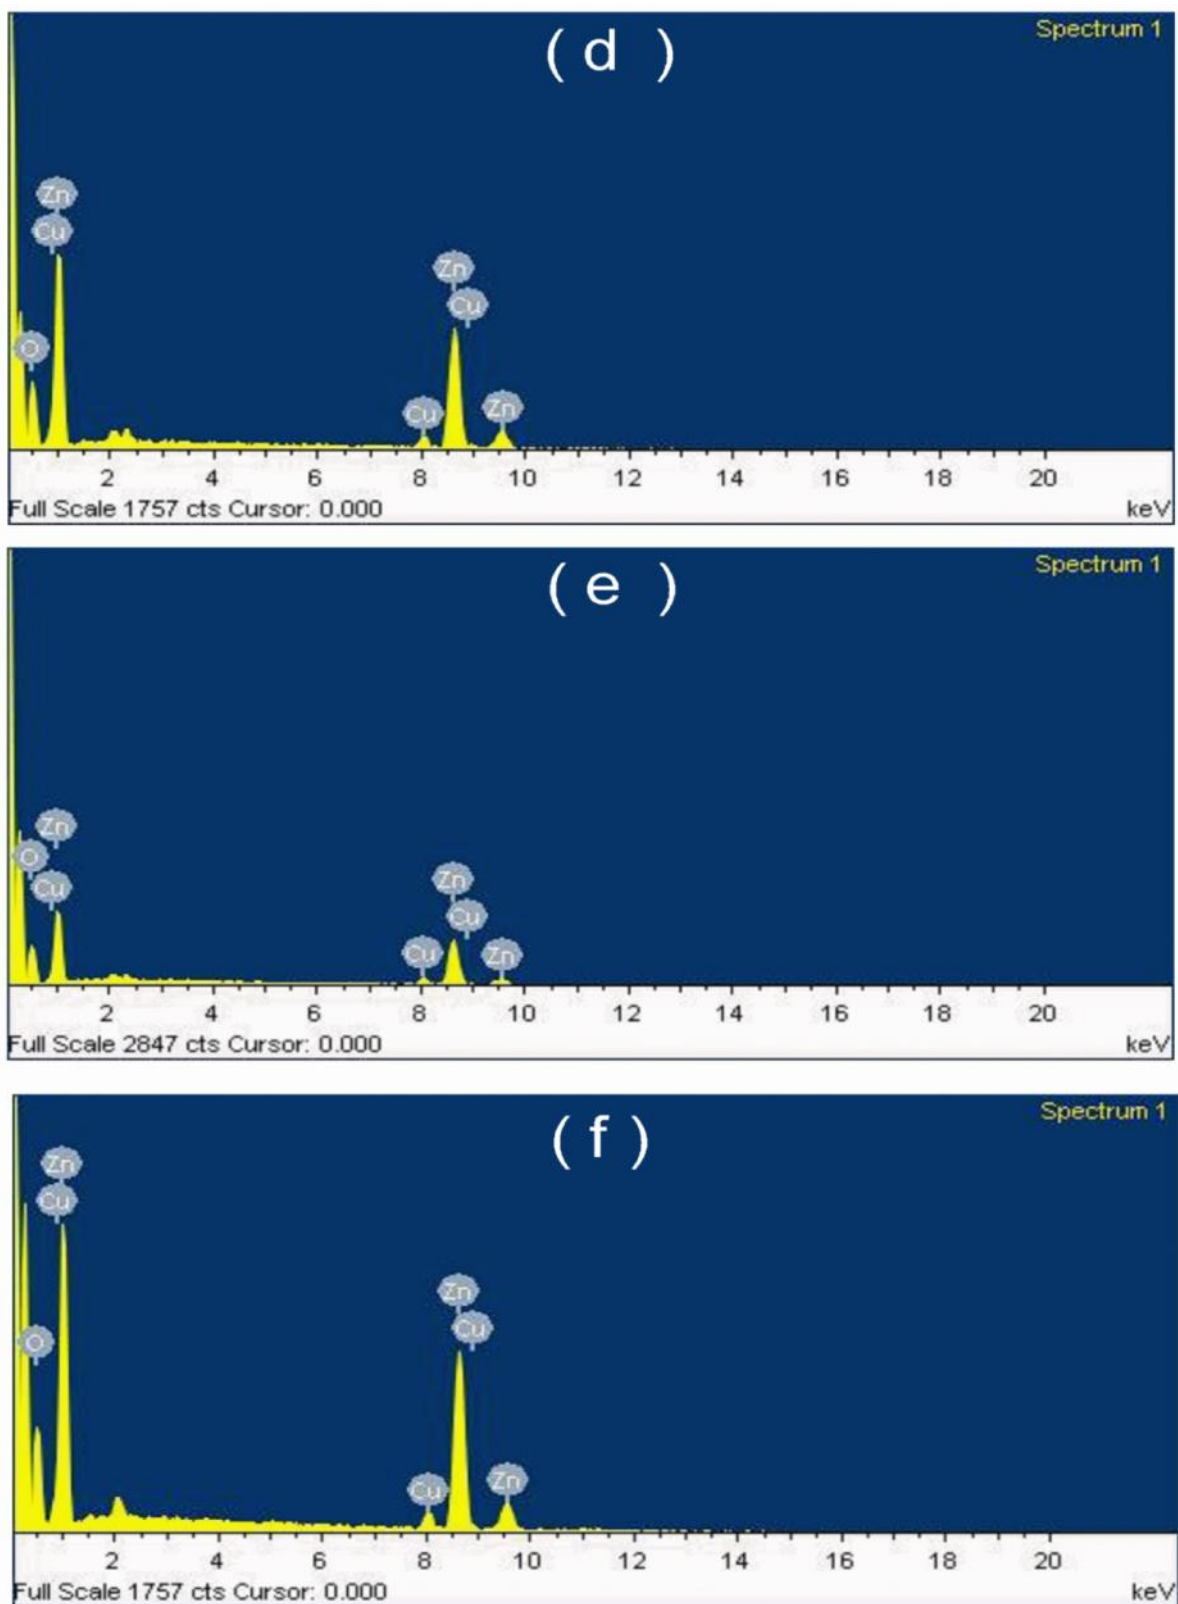 ( d )
Spectrum 1
Zn
Cu
O
Zn
Cu
Cu
Zn
2 4 6 8 10 12 14 16 18 20
Full Scale 1757 cts Cursor: 0.000 keV
( e )
Spectrum 1
Zn
O
Cu
Zn
Cu
Cu
Zn
2 4 6 8 10 12 14 16 18 20
Full Scale 2847 cts Cursor: 0.000 keV
( f )
Spectrum 1
Zn
Cu
O
Zn
Cu
Cu
Zn
2 4 6 8 10 12 14 16 18 20
Full Scale 1757 cts Cursor: 0.000 keV